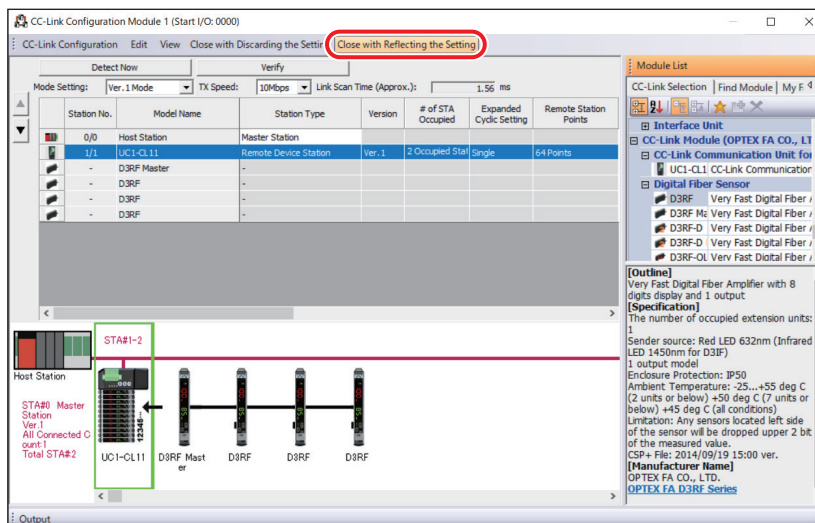 CC-Link Configuration Module 1 (Start I/O: 0000)
CC-Link Configuration Edit View Close with Discarding the Settin Close with Reflecting the Setting
Detect Now Verify
Mode Setting: Ver.1 Mode TX Speed: 10Mbps Link Scan Time (Approx.): 1.56 ms
Station No. Model Name Station Type Version # of STA Occupied Expanded Cyclic Setting Remote Station Points
0/0 Host Station Master Station
1/1 UC1-CL11 Remote Device Station Ver.1 2 Occupied Stat Single 64 Points
- D3RF Master -
- D3RF -
- D3RF -
- D3RF -
STA#1-2
Host Station
STA#0 Master
Station
Ver.1
All Connected C
ount:1
Total STA#:2
12345--
UC1-CL11 D3RF Mast
er
D3RF D3RF D3RF
Module List
CC-Link Selection Find Module My F
Interface Unit
CC-Link Module (OPTEX FA CO., LT
CC-Link Communication Unit for
UC1-CL1 CC-Link Communication
Digital Fiber Sensor
D3RF Very Fast Digital Fiber A
D3RF Ma Very Fast Digital Fiber A
D3RF-D Very Fast Digital Fiber A
D3RF-D Very Fast Digital Fiber A
D3RF-OL Very Fast Digital Fiber A
[Outline]
Very Fast Digital Fiber Amplifier with 8
digits display and 1 output
[Specification]
The number of occupied extension units:
1
Sender source: Red LED 632nm (Infrared
LED 1450nm for D3IF)
1 output model
Enclosure Protection: IP50
Ambient Temperature: -25...+55 deg C
(2 units or below) +50 deg C (7 units or
below) +45 deg C (all conditions)
Limitation: Any sensors located left side
of the sensor will be dropped upper 2 bit
of the measured value.
CSP+ File: 2014/09/19 15:00 ver.
[Manufacturer Name]
OPTEX FA CO., LTD.
OPTEX FA D3RF Series
Output